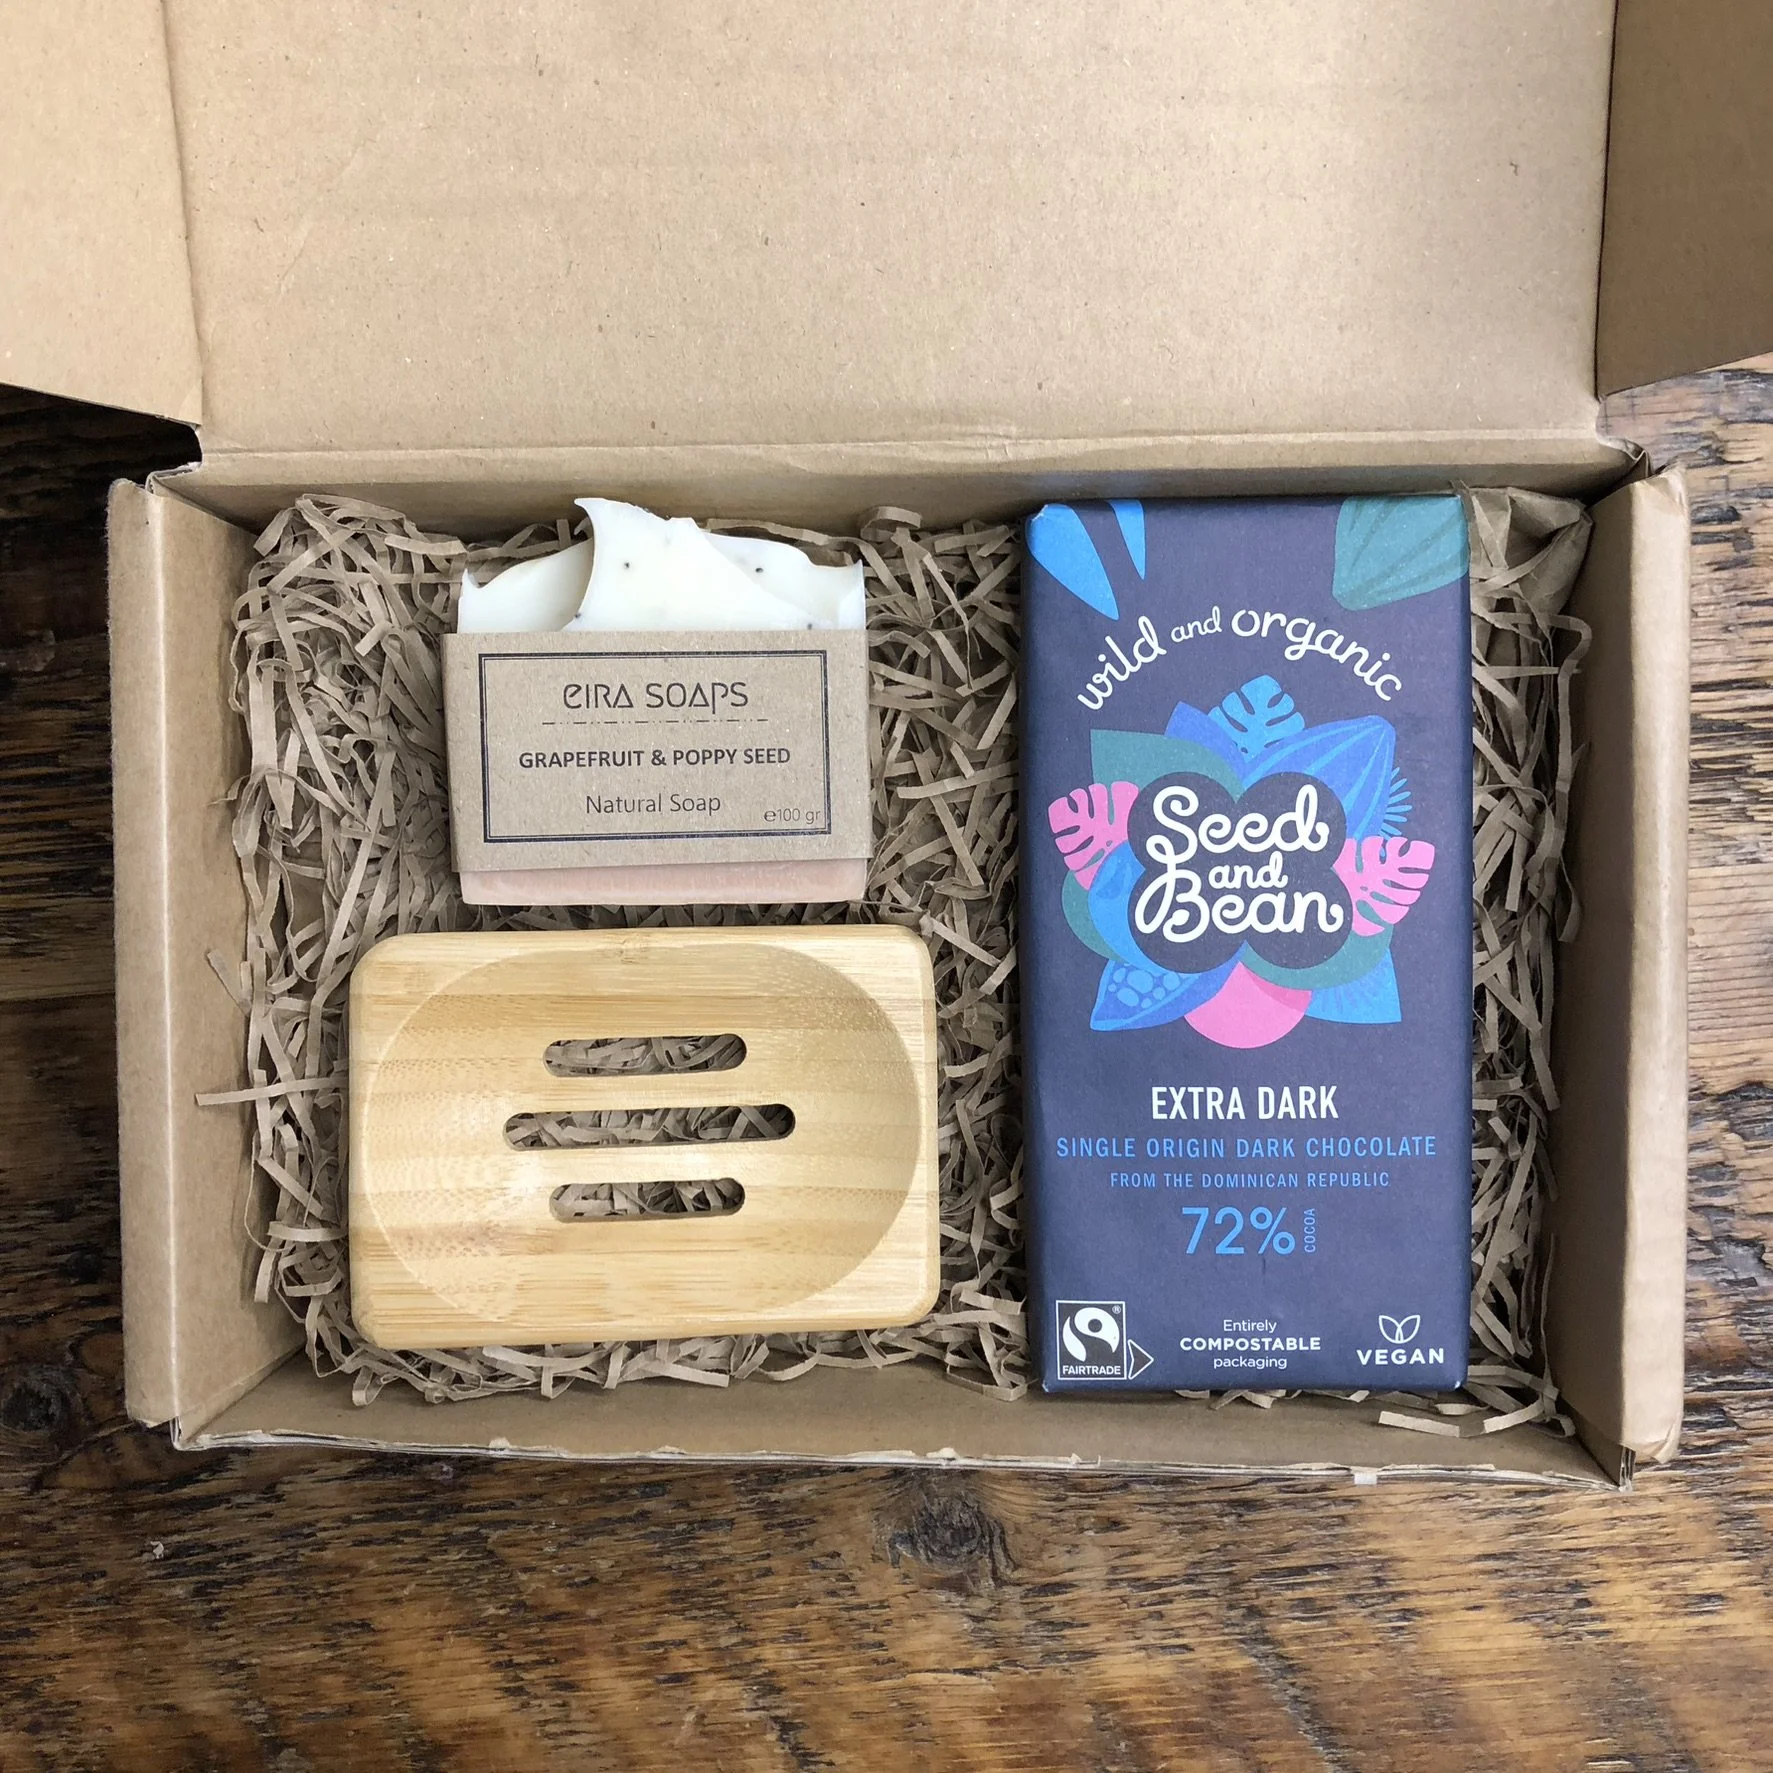 EIRA SOAPS
GRAPEFRUIT & POPPY SEED
Natural Soap
℮100 gr
wild and organic
Seed
and
Bean
EXTRA DARK
SINGLE ORIGIN DARK CHOCOLATE
FROM THE DOMINICAN REPUBLIC
72% COCOA
FAIRTRADE ®
Entirely
COMPOSTABLE
packaging
VEGAN